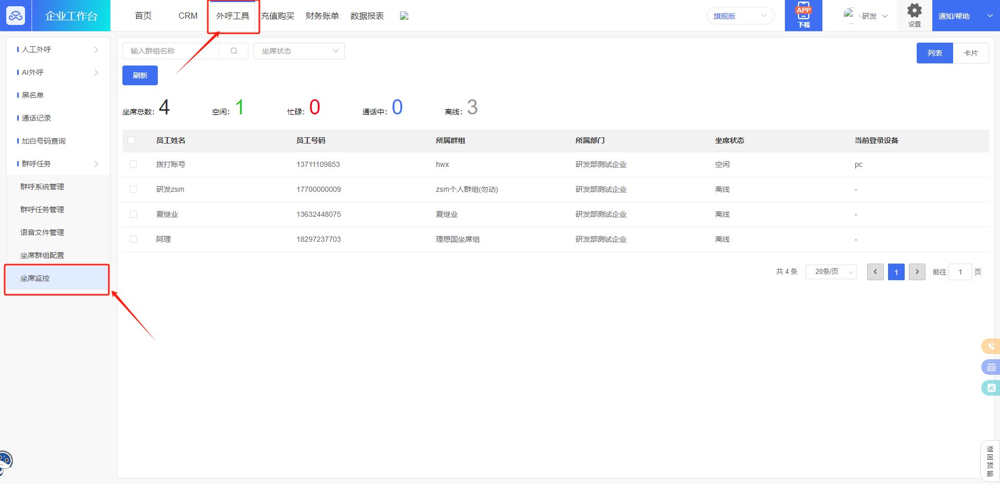 企业工作台
首页 CRM 外呼工具 充值购买 财务账单 数据报表
旗舰版
APP
下载
研发
设置
通知/帮助
人工外呼
AI外呼
黑名单
通话记录
加白号码查询
群呼任务
群呼系统管理
群呼任务管理
语音文件管理
坐席群组配置
坐席监控
输入群组名称 坐席状态
列表 卡片
刷新
坐席总数: 4 空闲: 1 忙碌: 0 通话中: 0 离线: 3
员工姓名 员工号码 所属群组 所属部门 坐席状态 当前登录设备
拨打账号 13711109853 hwx 研发部测试企业 空闲 pc
研发zsm 17700000009 zsm个人群组(勿动) 研发部测试企业 离线 -
夏继业 13632448075 夏继业 研发部测试企业 离线 -
阿理 18297237703 理想国坐席组 研发部测试企业 离线 -
共 4 条 20条/页 1 前往 1 页
返回顶部